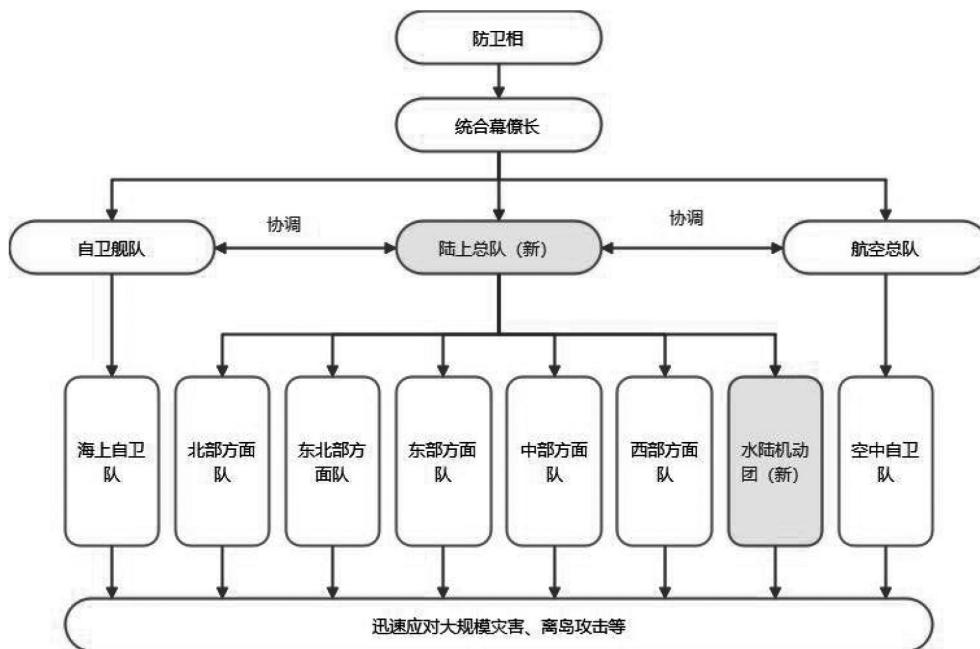 防卫相
统合幕僚长
协调
协调
自卫舰队
陆上总队（新）
航空总队
海上自卫
队
北部方面
队
东北部方
面队
东部方面
队
中部方面
队
西部方面
队
水陆机动
团（新）
空中自卫
队
迅速应对大规模灾害、离岛攻击等